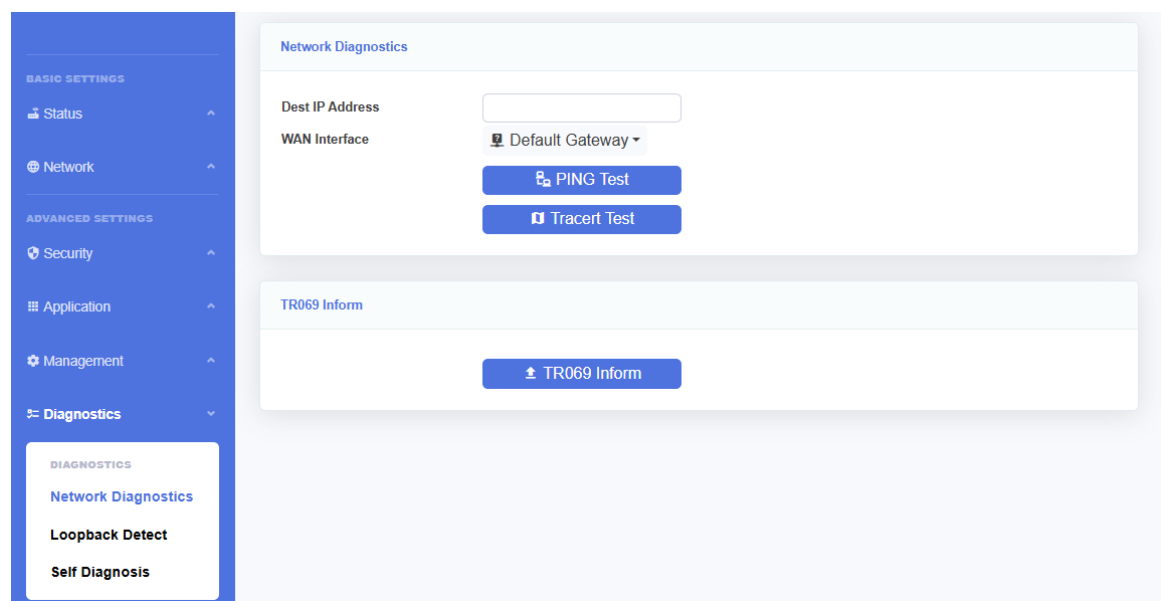 BASIC SETTINGS
Status
Network
ADVANCED SETTINGS
Security
Application
Management
Diagnostics
DIAGNOSTICS
Network Diagnostics
Loopback Detect
Self Diagnosis
Network Diagnostics
Dest IP Address
WAN Interface
Default Gateway
PING Test
Tracert Test
TR069 Inform
TR069 Inform